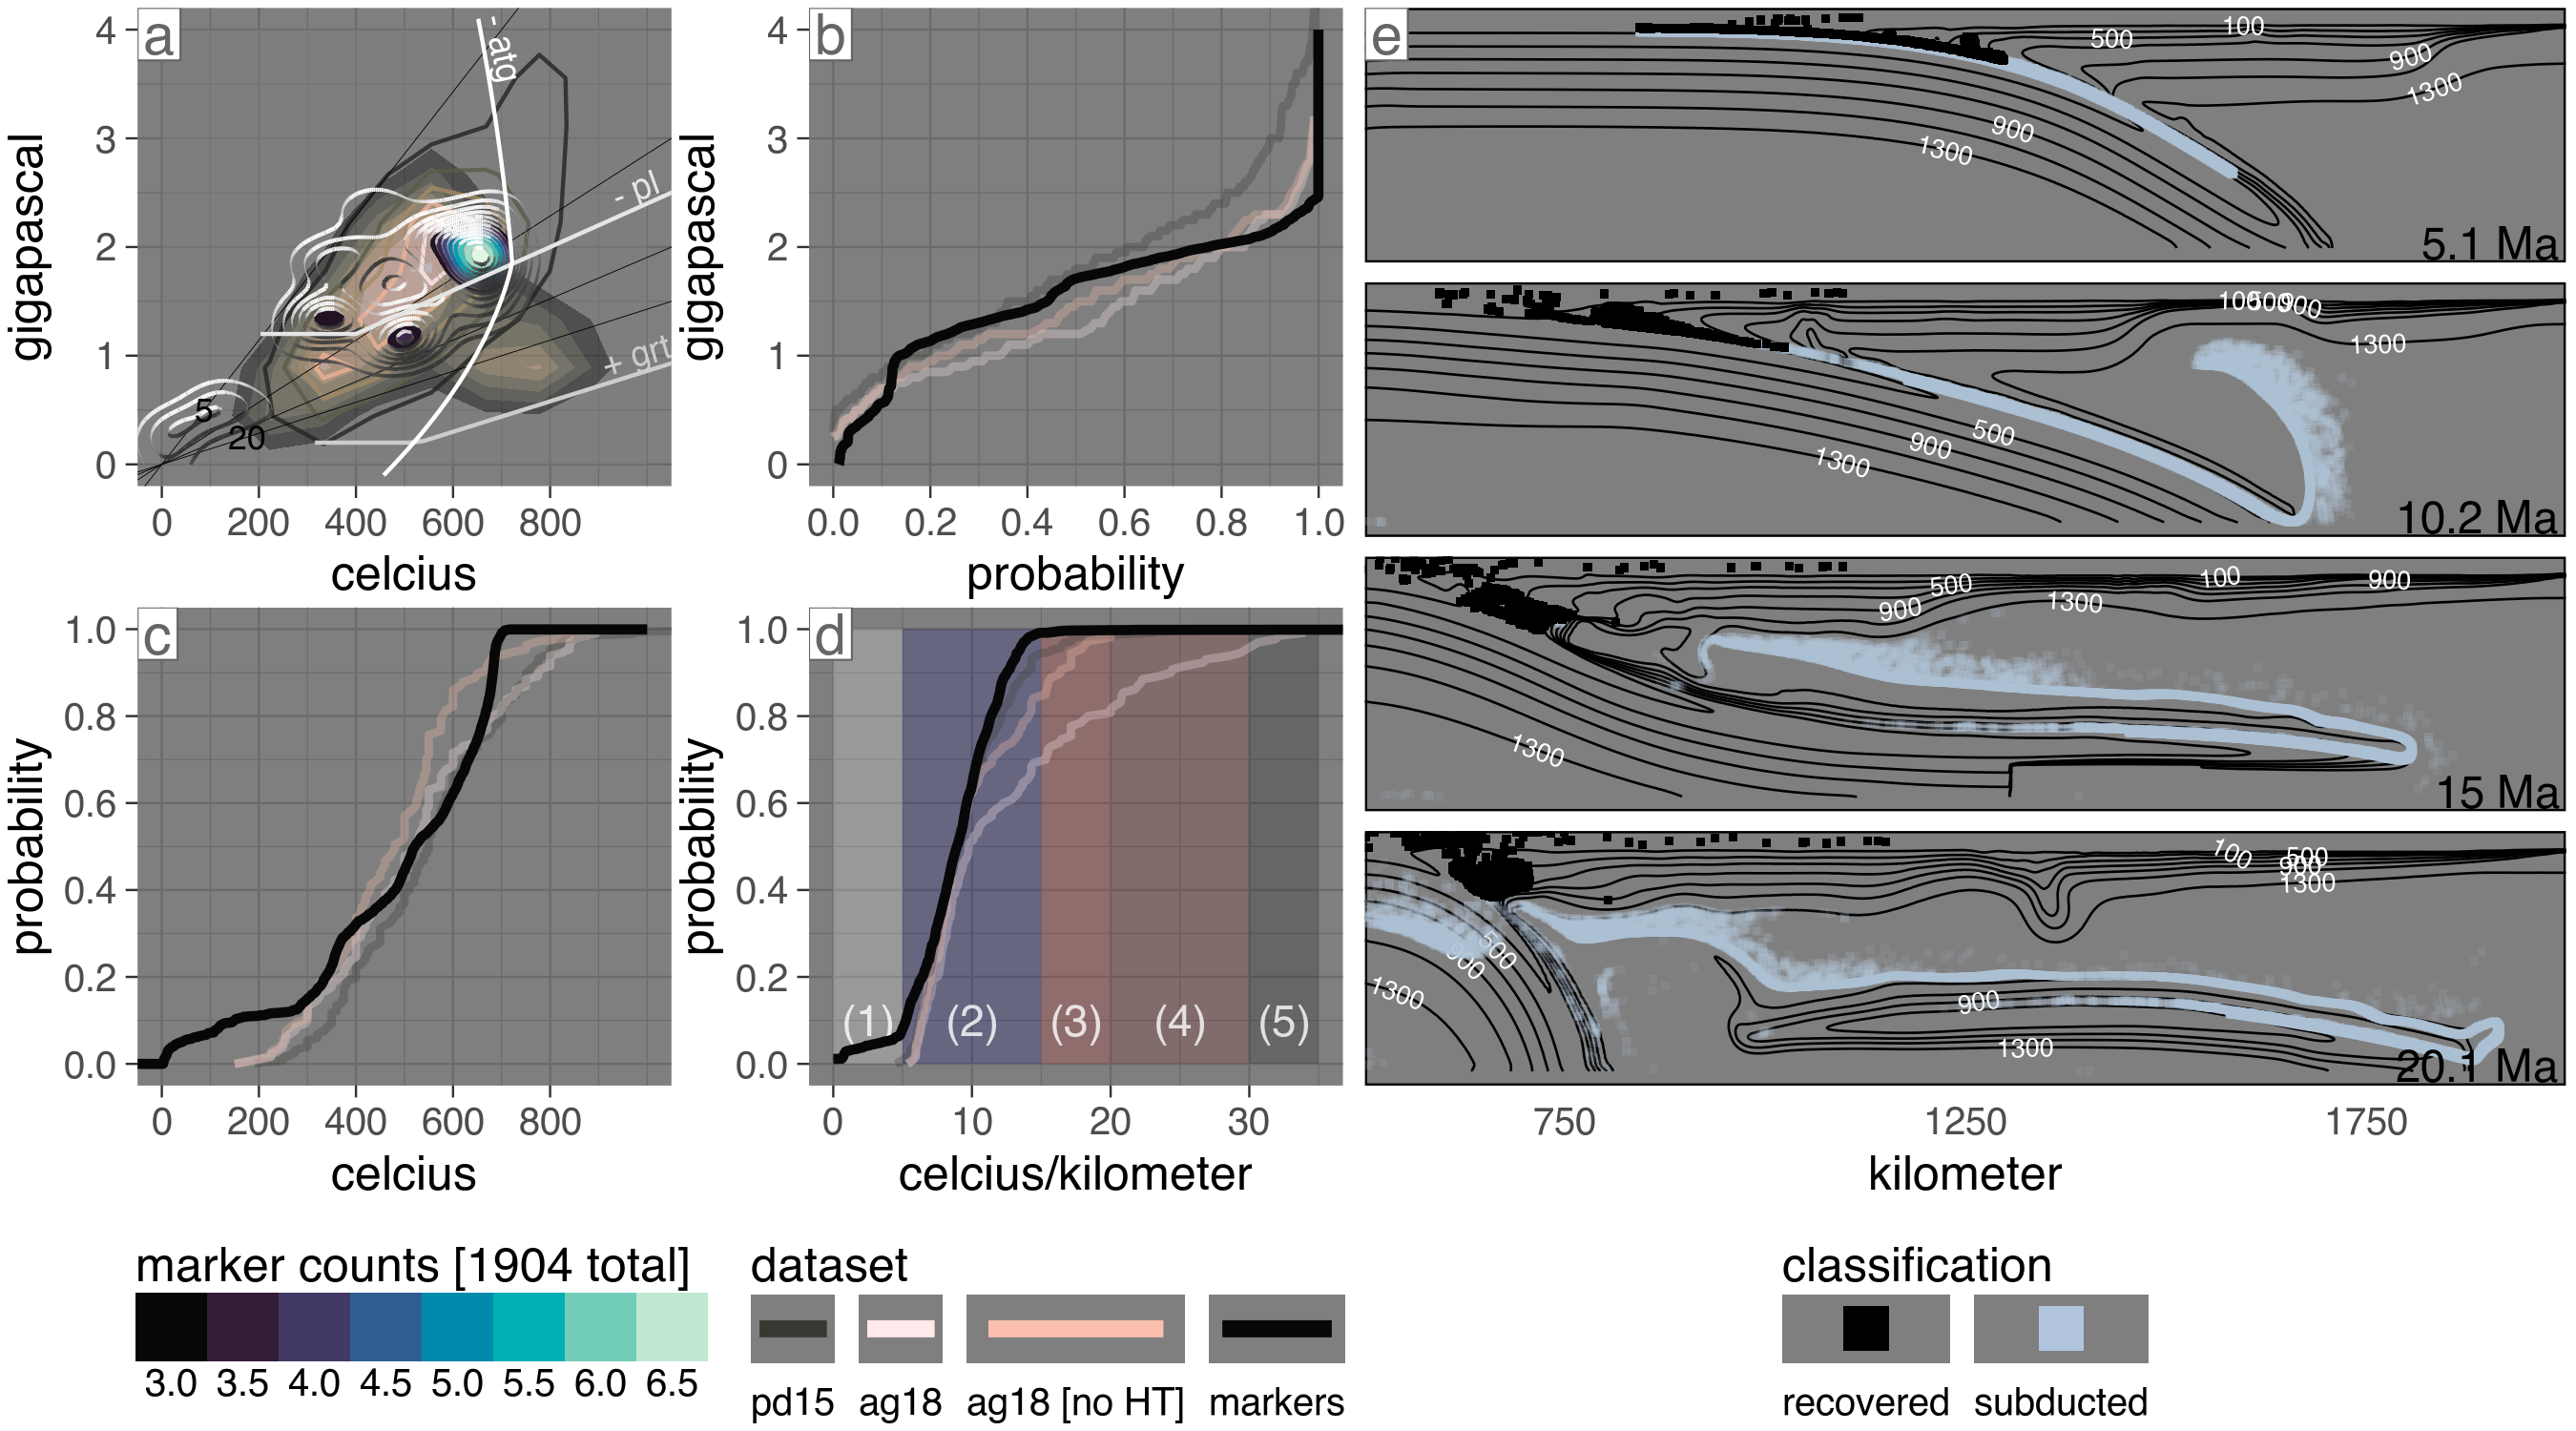 a
4
3
2
1
0
gigapascal
- atg
- pl
+ grt
5
20
0
200
400
600
800
celcius
b
4
3
2
1
0
gigapascal
0.0
0.2
0.4
0.6
0.8
1.0
probability
c
1.0
0.8
0.6
0.4
0.2
0.0
probability
0
200
400
600
800
celcius
d
1.0
0.8
0.6
0.4
0.2
0.0
probability
(1)
(2)
(3)
(4)
(5)
0
10
20
30
celcius/kilometer
e
100
500
900
1300
900
1300
5.1 Ma
100
500
900
1300
500
900
1300
10.2 Ma
500
100
900
900
1300
1300
15 Ma
100
500
900
1300
500
900
1300
900
1300
20.1 Ma
750
1250
1750
kilometer
marker counts [1904 total]
3.0 3.5 4.0 4.5 5.0 5.5 6.0 6.5
dataset
pd15
ag18
ag18 [no HT]
markers
classification
recovered
subducted